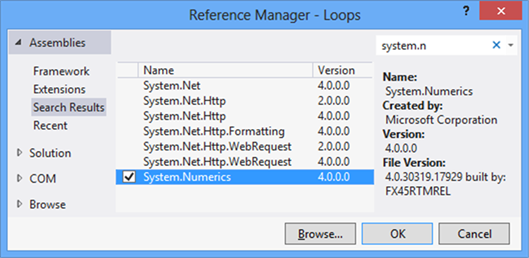 Reference Manager - Loops
?
Assemblies
system.n
Framework
Extensions
Search Results
Recent
Solution
COM
Browse
Name Version
System.Net 4.0.0.0
System.Net.Http 2.0.0.0
System.Net.Http 4.0.0.0
System.Net.Http.Formatting 4.0.0.0
System.Net.Http.WebRequest 2.0.0.0
System.Net.Http.WebRequest 4.0.0.0
System.Numerics 4.0.0.0
Name:
System.Numerics
Created by:
Microsoft Corporation
Version:
4.0.0.0
File Version:
4.0.30319.17929 built by:
FX45RTMREL
Browse... OK Cancel